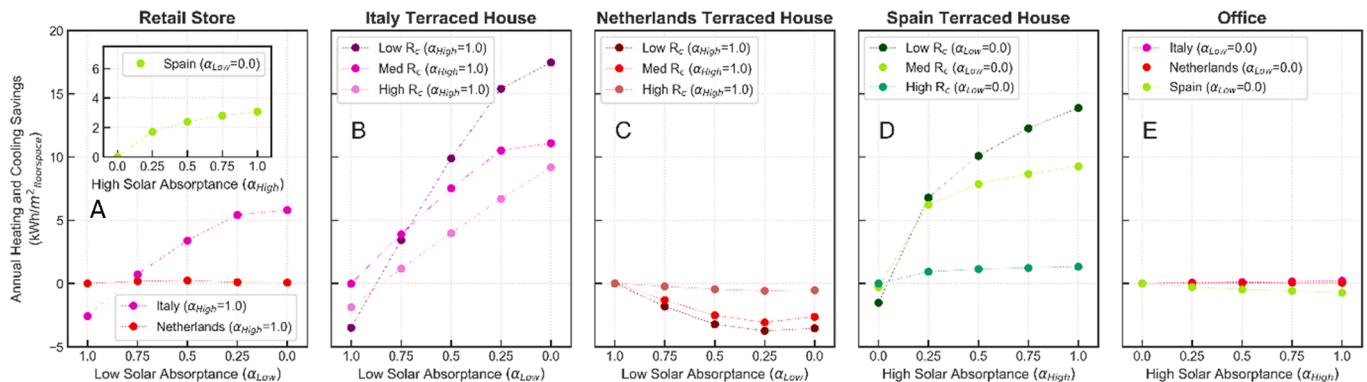 Retail Store
Italy Terraced House
Netherlands Terraced House
Spain Terraced House
Office
Annual Heating and Cooling Savings
(kWh/m² floorspace)
20
15
10
5
0
−5
Spain (αLow=0.0)
6
4
2
0
0.0 0.25 0.5 0.75 1.0
High Solar Absorptance (αHigh)
A
Italy (αHigh=1.0)
Netherlands (αHigh=1.0)
1.0 0.75 0.5 0.25 0.0
Low Solar Absorptance (αLow)
Low Rc (αHigh=1.0)
Med Rc (αHigh=1.0)
High Rc (αHigh=1.0)
B
1.0 0.75 0.5 0.25 0.0
Low Solar Absorptance (αLow)
Low Rc (αHigh=1.0)
Med Rc (αHigh=1.0)
High Rc (αHigh=1.0)
C
1.0 0.75 0.5 0.25 0.0
Low Solar Absorptance (αLow)
Low Rc (αLow=0.0)
Med Rc (αLow=0.0)
High Rc (αLow=0.0)
D
0.0 0.25 0.5 0.75 1.0
High Solar Absorptance (αHigh)
Italy (αLow=0.0)
Netherlands (αLow=0.0)
Spain (αLow=0.0)
E
0.0 0.25 0.5 0.75 1.0
High Solar Absorptance (αHigh)